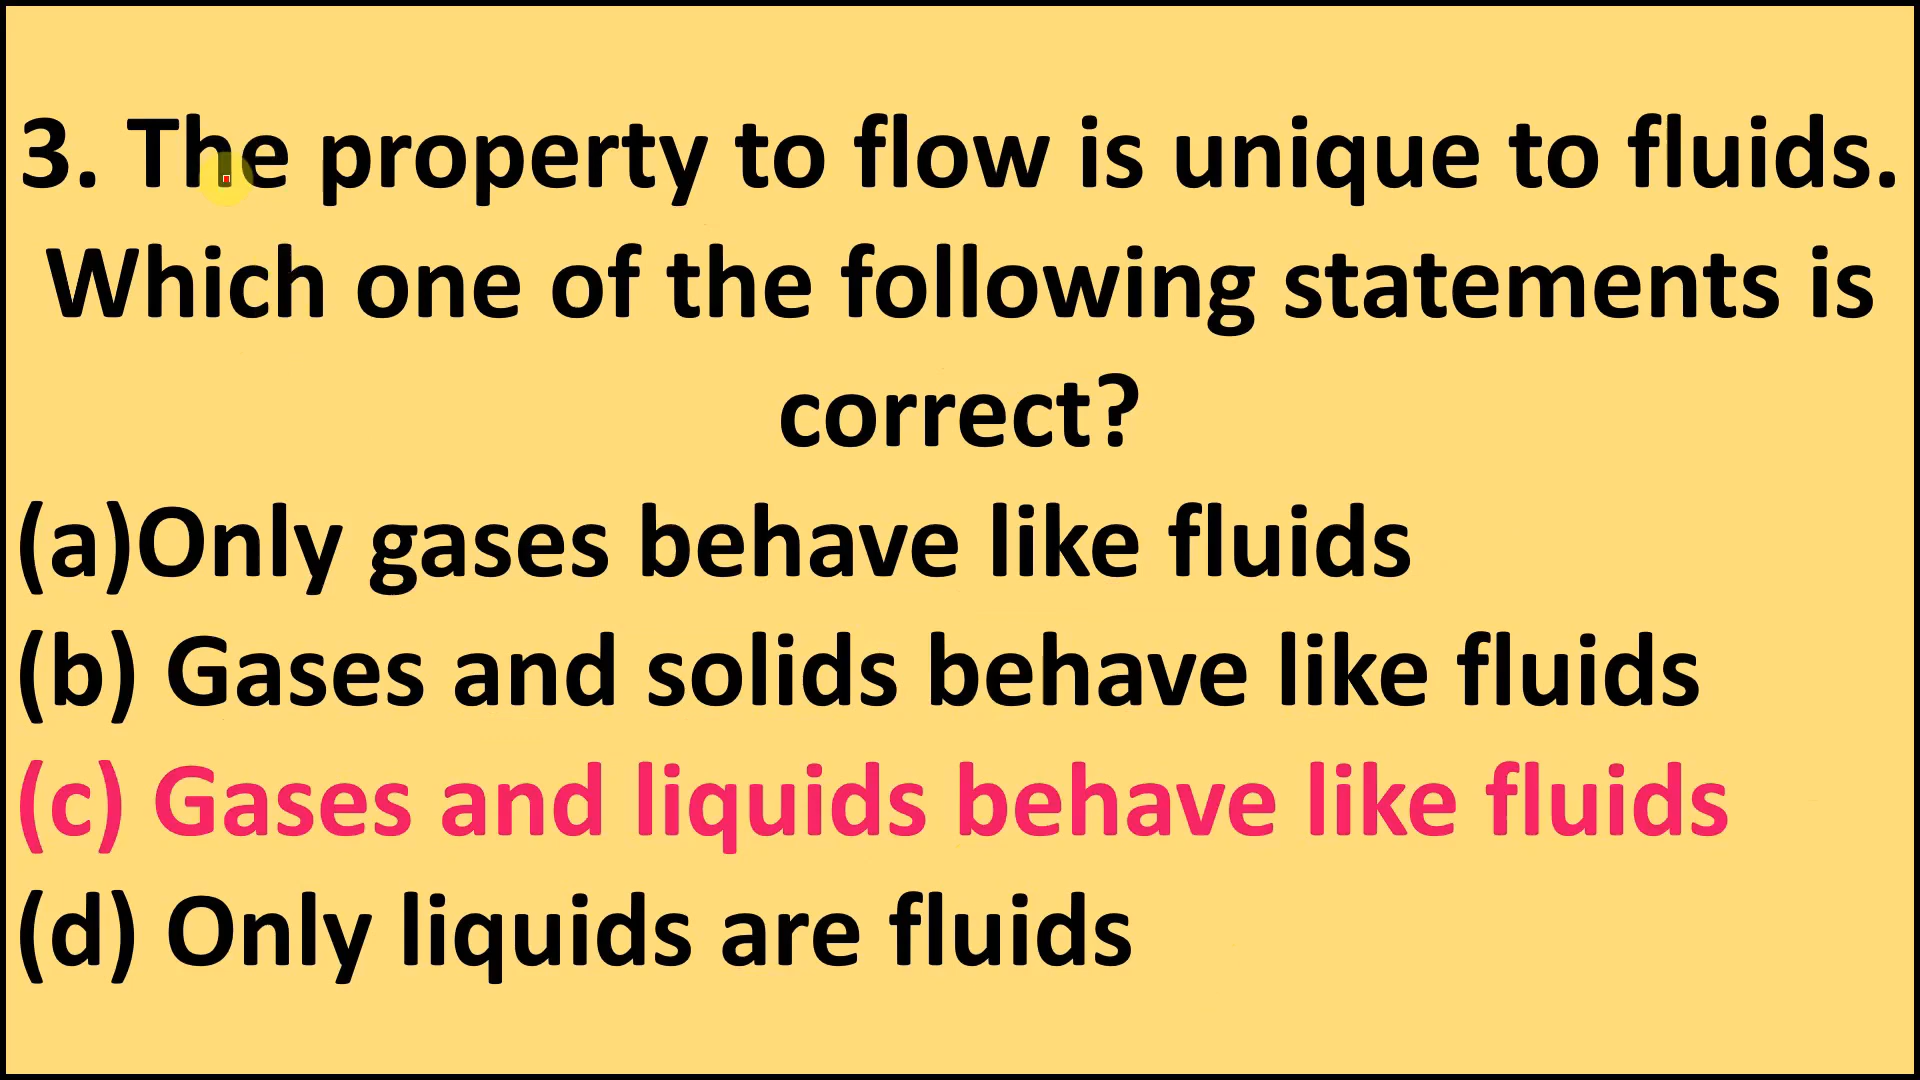 3. The property to flow is unique to fluids.
Which one of the following statements is
correct?
(a)Only gases behave like fluids
(b) Gases and solids behave like fluids
(c) Gases and liquids behave like fluids
(d) Only liquids are fluids